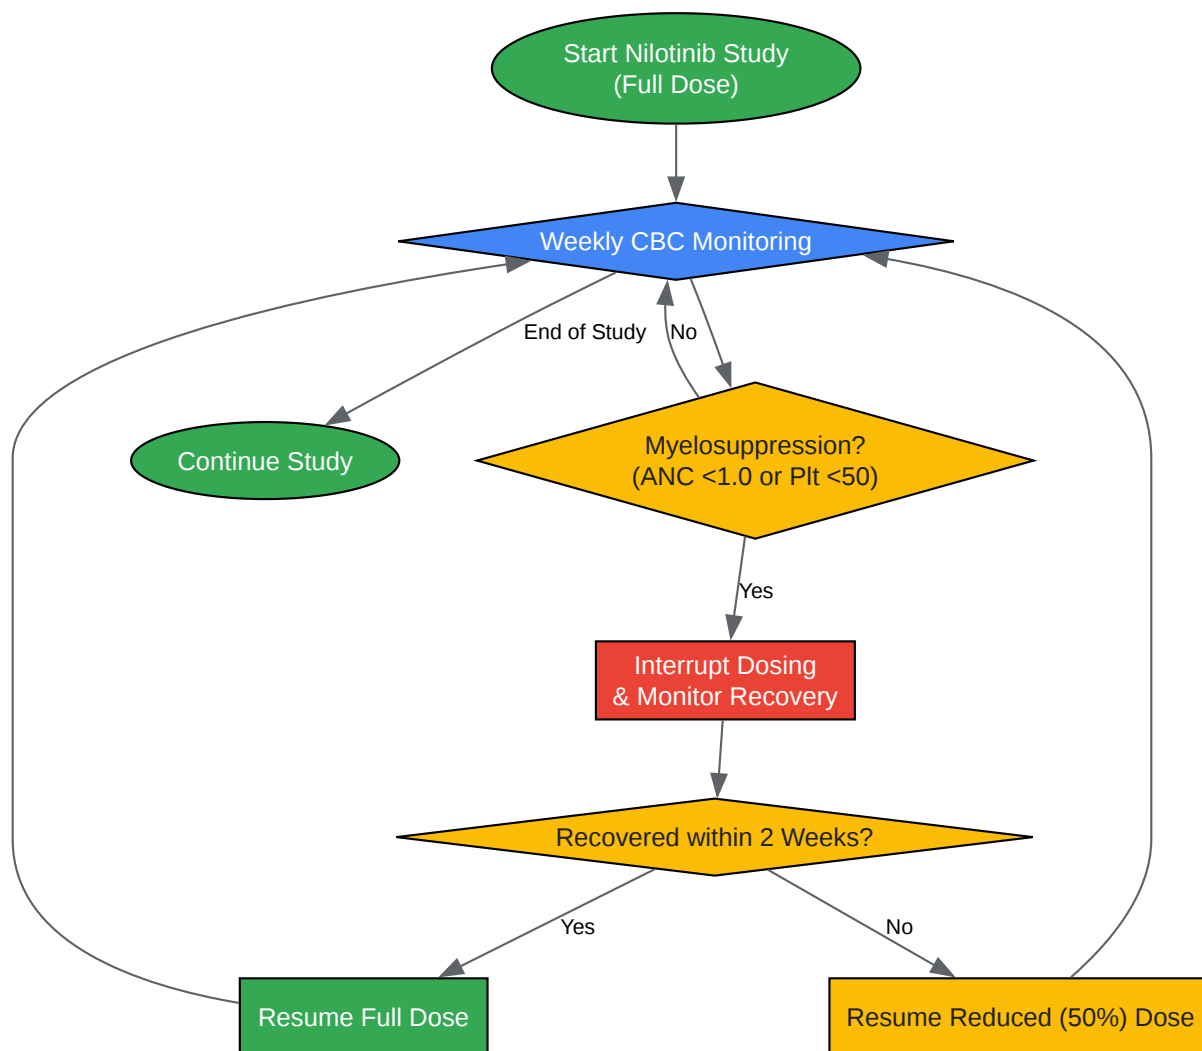 Start Nilotinib Study
(Full Dose)
Weekly CBC Monitoring
End of Study
No
Continue Study
Myelosuppression?
(ANC <1.0 or Plt <50)
Yes
Interrupt Dosing
& Monitor Recovery
Recovered within 2 Weeks?
Yes
No
Resume Full Dose
Resume Reduced (50%) Dose